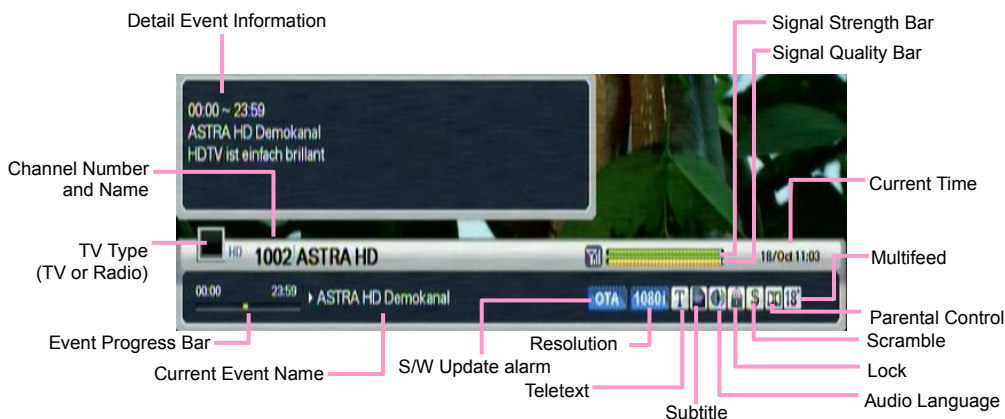 Detail Event Information
Signal Strength Bar
Signal Quality Bar
00:00 ~ 23:59
ASTRA HD Demokanal
HDTV ist einfach brillant
Channel Number
and Name
Current Time
TV Type
(TV or Radio)
HD 1002 ASTRA HD
18/Oct 11:03
Multifeed
00:00 23:59 ASTRA HD Demokanal
OTA 1080i T $ 18+
Parental Control
Event Progress Bar
Resolution
Scramble
Current Event Name
S/W Update alarm
Lock
Teletext
Audio Language
Subtitle